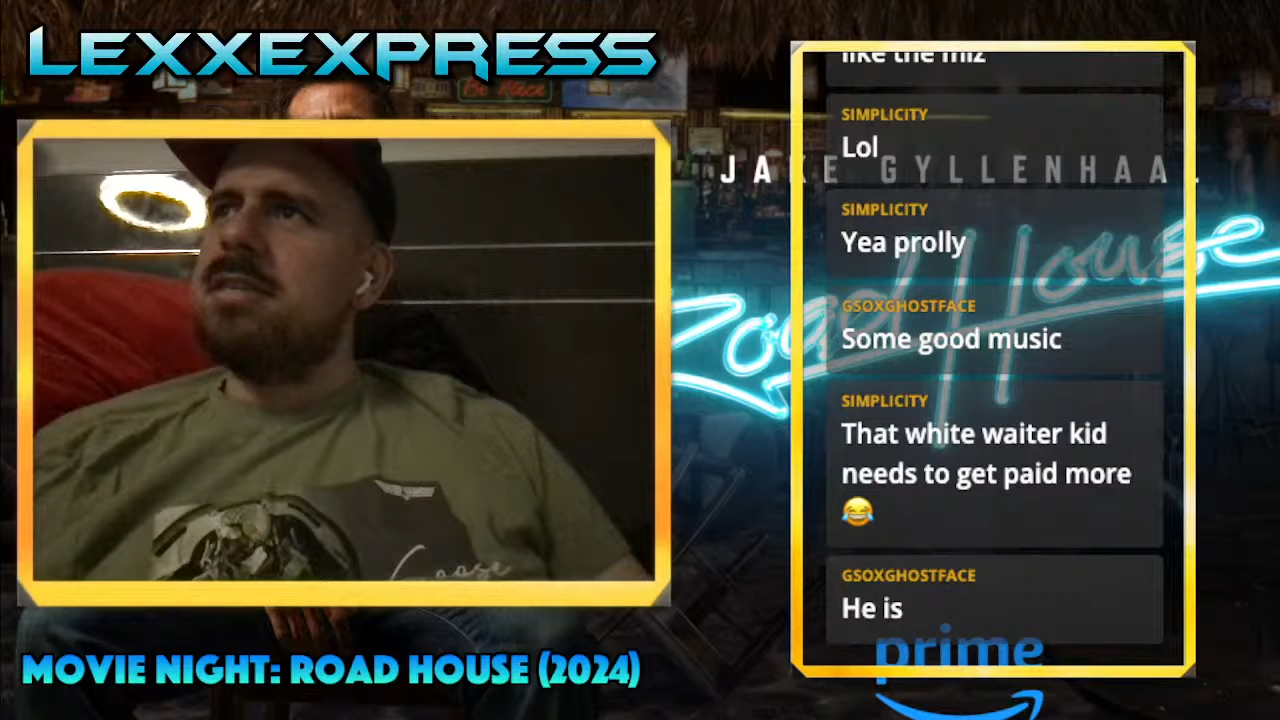 LEXXEXPRESS
like the miz
SIMPLICITY
Lol
JAKE GYLLENHAAL
SIMPLICITY
Yea prolly
Road House
GSOXGHOSTFACE
Some good music
SIMPLICITY
That white waiter kid
needs to get paid more
😂
GSOXGHOSTFACE
He is
prime
Goose
MOVIE NIGHT: ROAD HOUSE (2024)